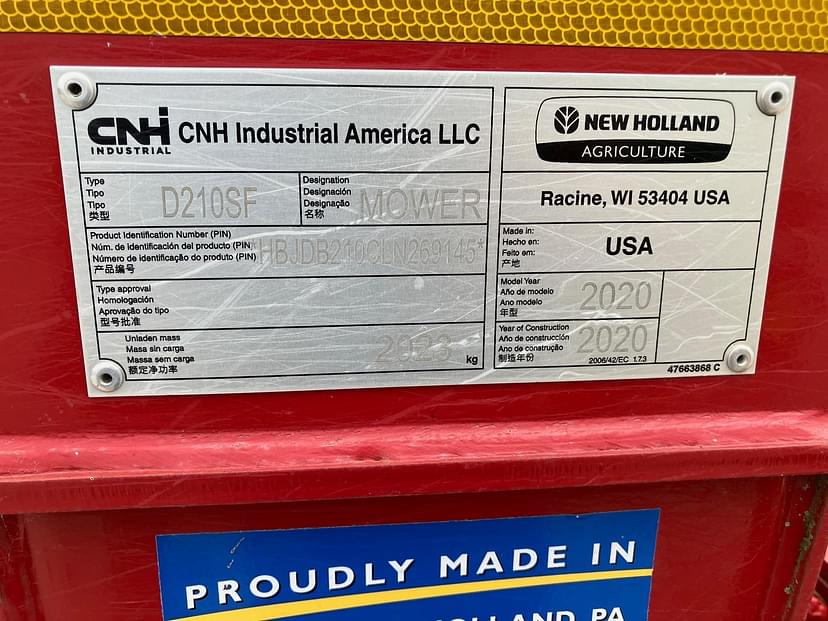 CNH INDUSTRIAL CNH Industrial America LLC
Type
Tipo
Tipo
类型
D210SF
Designation
Designación
Designação
名称
MOWER
Product Identification Number (PIN)
Núm. de identificación del producto (PIN)
Número de identificação do produto (PIN)
产品编号
*HBJDB210CLN269145*
Type approval
Homologación
Aprovação do tipo
型号批准
Unladen mass
Masa sin carga
Massa sem carga
额定净功率
kg
NEW HOLLAND
AGRICULTURE
Racine, WI 53404 USA
Made in:
Hecho en:
Feito em:
产地
USA
Model Year
Año de modelo
Ano modelo
年型
2020
Year of Construction
Año de construcción
Ano de construção
制造年份
2020
2006/42/EC 1.7.3
47663868 C
PROUDLY MADE IN
HOLLAND, PA